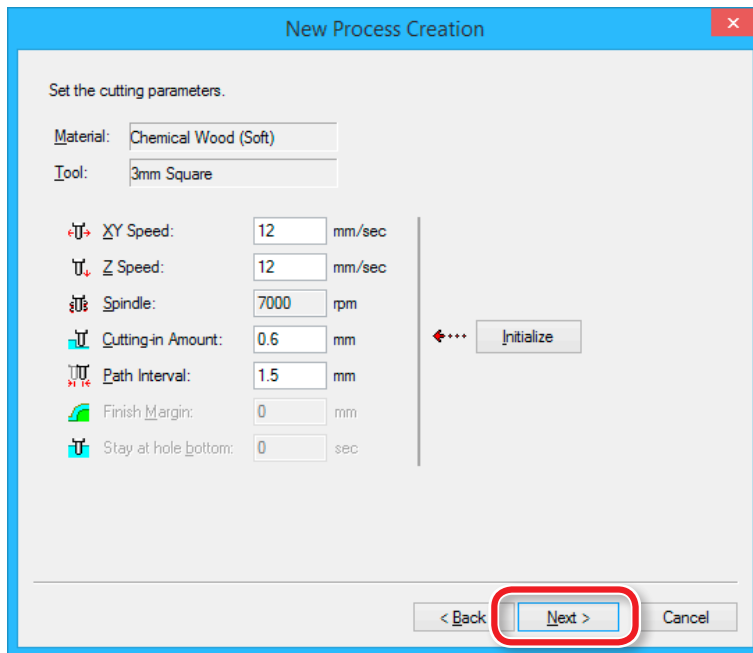 New Process Creation
Set the cutting parameters.
Material: Chemical Wood (Soft)
Tool: 3mm Square
XY Speed: 12 mm/sec
Z Speed: 12 mm/sec
Spindle: 7000 rpm
Cutting-in Amount: 0.6 mm
Initialize
Path Interval: 1.5 mm
Finish Margin: 0 mm
Stay at hole bottom: 0 sec
< Back Next > Cancel